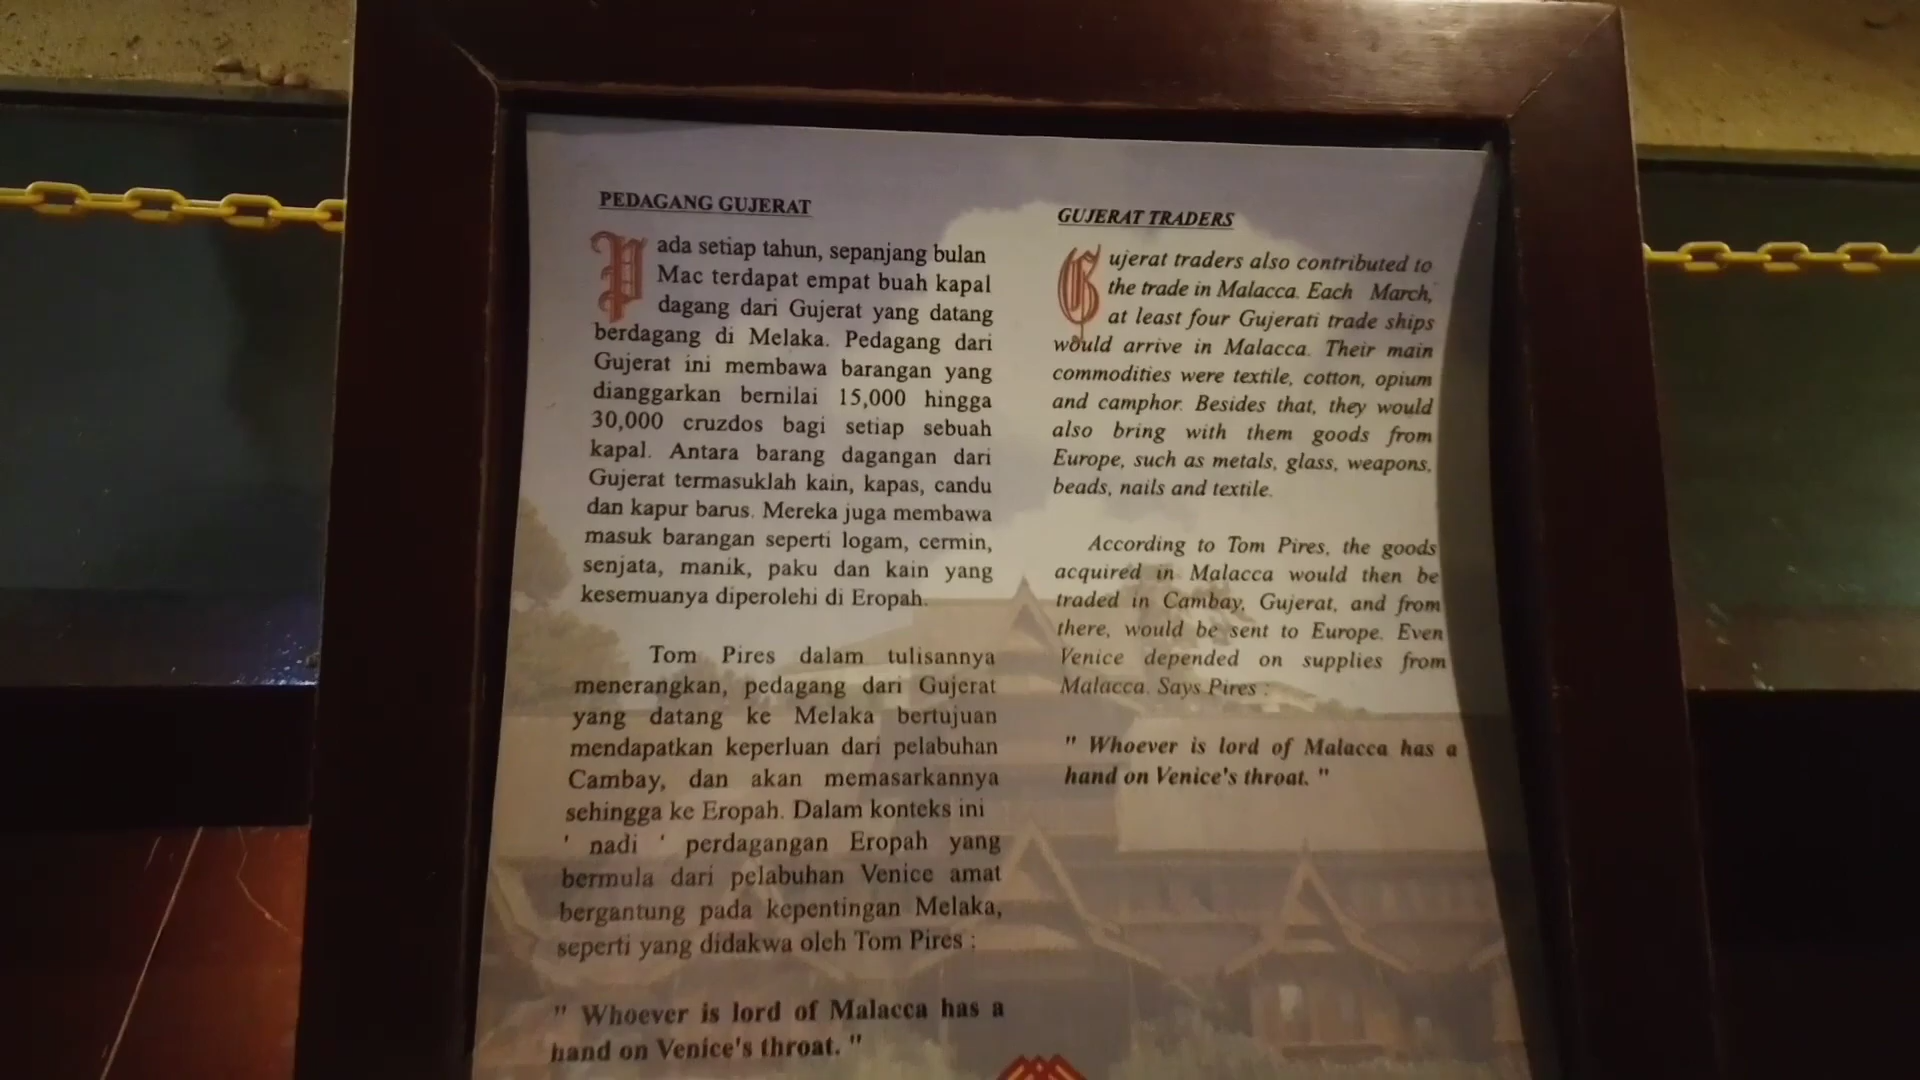 PEDAGANG GUJERAT
Pada setiap tahun, sepanjang bulan
Mac terdapat empat buah kapal
dagang dari Gujerat yang datang
berdagang di Melaka. Pedagang dari
Gujerat ini membawa barangan yang
dianggarkan bernilai 15,000 hingga
30,000 cruzdos bagi setiap sebuah
kapal. Antara barang dagangan dari
Gujerat termasuklah kain, kapas, candu
dan kapur barus. Mereka juga membawa
masuk barangan seperti logam, cermin,
senjata, manik, paku dan kain yang
kesemuanya diperolehi di Eropah.
Tom Pires dalam tulisannya
menerangkan, pedagang dari Gujerat
yang datang ke Melaka bertujuan
mendapatkan keperluan dari pelabuhan
Cambay, dan akan memasarkannya
sehingga ke Eropah. Dalam konteks ini
' nadi ' perdagangan Eropah yang
bermula dari pelabuhan Venice amat
bergantung pada kepentingan Melaka,
seperti yang didakwa oleh Tom Pires :
" Whoever is lord of Malacca has a
hand on Venice's throat. "
GUJERAT TRADERS
Gujerat traders also contributed to
the trade in Malacca. Each March,
at least four Gujerati trade ships
would arrive in Malacca. Their main
commodities were textile, cotton, opium
and camphor. Besides that, they would
also bring with them goods from
Europe, such as metals, glass, weapons,
beads, nails and textile.
According to Tom Pires, the goods
acquired in Malacca would then be
traded in Cambay, Gujerat, and from
there, would be sent to Europe. Even
Venice depended on supplies from
Malacca. Says Pires :
" Whoever is lord of Malacca has a
hand on Venice's throat. "